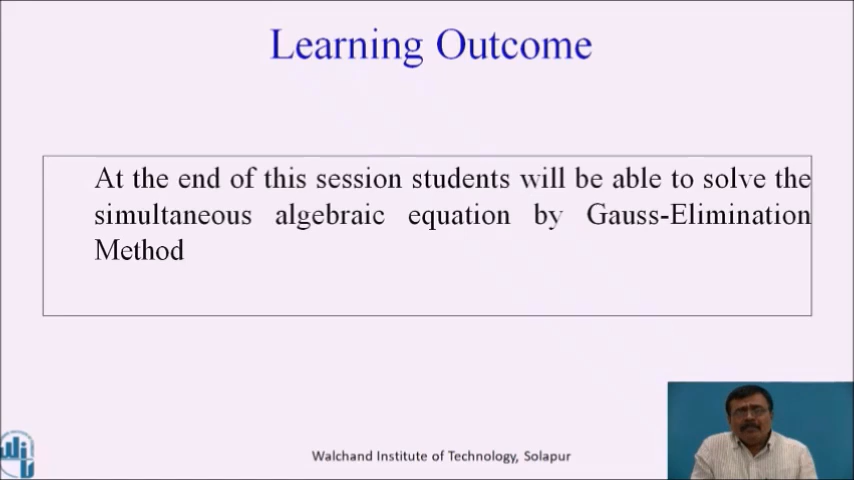 Learning Outcome
At the end of this session students will be able to solve the
simultaneous algebraic equation by Gauss-Elimination
Method
Walchand Institute of Technology, Solapur